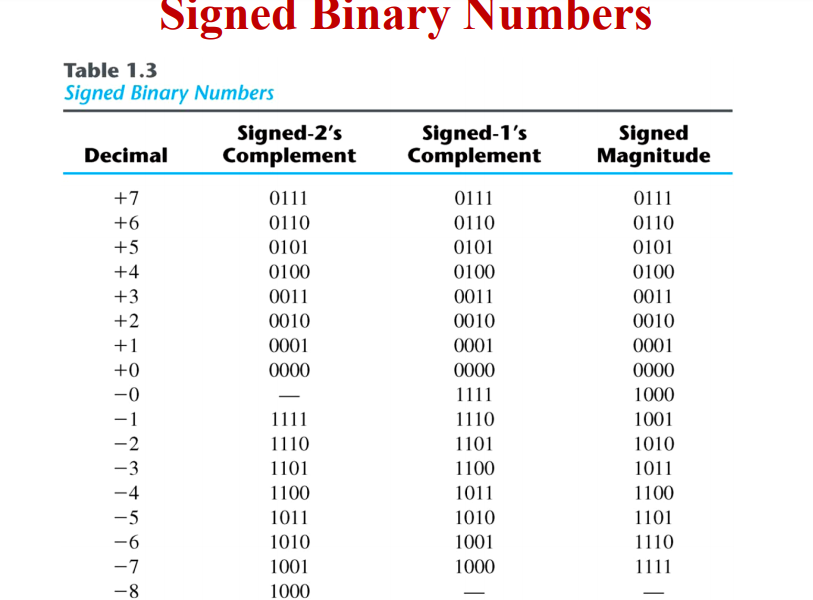 Signed Binary Numbers
Table 1.3
Signed Binary Numbers
Decimal Signed-2's Complement Signed-1's Complement Signed Magnitude
+7 0111 0111 0111
+6 0110 0110 0110
+5 0101 0101 0101
+4 0100 0100 0100
+3 0011 0011 0011
+2 0010 0010 0010
+1 0001 0001 0001
+0 0000 0000 0000
−0 — 1111 1000
−1 1111 1110 1001
−2 1110 1101 1010
−3 1101 1100 1011
−4 1100 1011 1100
−5 1011 1010 1101
−6 1010 1001 1110
−7 1001 1000 1111
−8 1000 — —